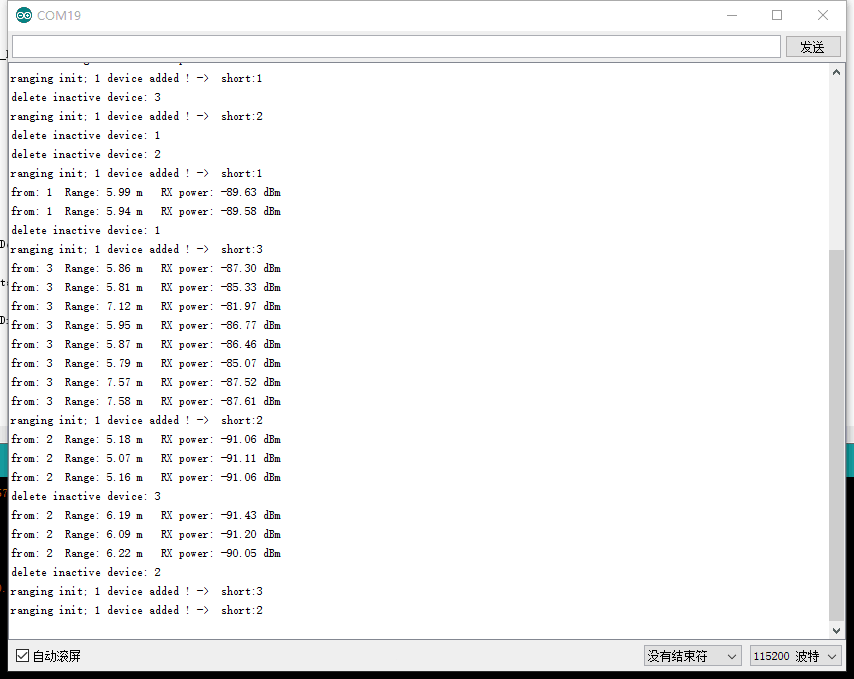 COM19
发送
ranging init; 1 device added ! ->  short:1
delete inactive device: 3
ranging init; 1 device added ! ->  short:2
delete inactive device: 1
delete inactive device: 2
ranging init; 1 device added ! ->  short:1
from: 1  Range: 5.99 m   RX power: -89.63 dBm
from: 1  Range: 5.94 m   RX power: -89.58 dBm
delete inactive device: 1
ranging init; 1 device added ! ->  short:3
from: 3  Range: 5.86 m   RX power: -87.30 dBm
from: 3  Range: 5.81 m   RX power: -85.33 dBm
from: 3  Range: 7.12 m   RX power: -81.97 dBm
from: 3  Range: 5.95 m   RX power: -86.77 dBm
from: 3  Range: 5.87 m   RX power: -86.46 dBm
from: 3  Range: 5.79 m   RX power: -85.07 dBm
from: 3  Range: 7.57 m   RX power: -87.52 dBm
from: 3  Range: 7.58 m   RX power: -87.61 dBm
ranging init; 1 device added ! ->  short:2
from: 2  Range: 5.18 m   RX power: -91.06 dBm
from: 2  Range: 5.07 m   RX power: -91.11 dBm
from: 2  Range: 5.16 m   RX power: -91.06 dBm
delete inactive device: 3
from: 2  Range: 6.19 m   RX power: -91.43 dBm
from: 2  Range: 6.09 m   RX power: -91.20 dBm
from: 2  Range: 6.22 m   RX power: -90.05 dBm
delete inactive device: 2
ranging init; 1 device added ! ->  short:3
ranging init; 1 device added ! ->  short:2
自动滚屏
没有结束符
115200 波特